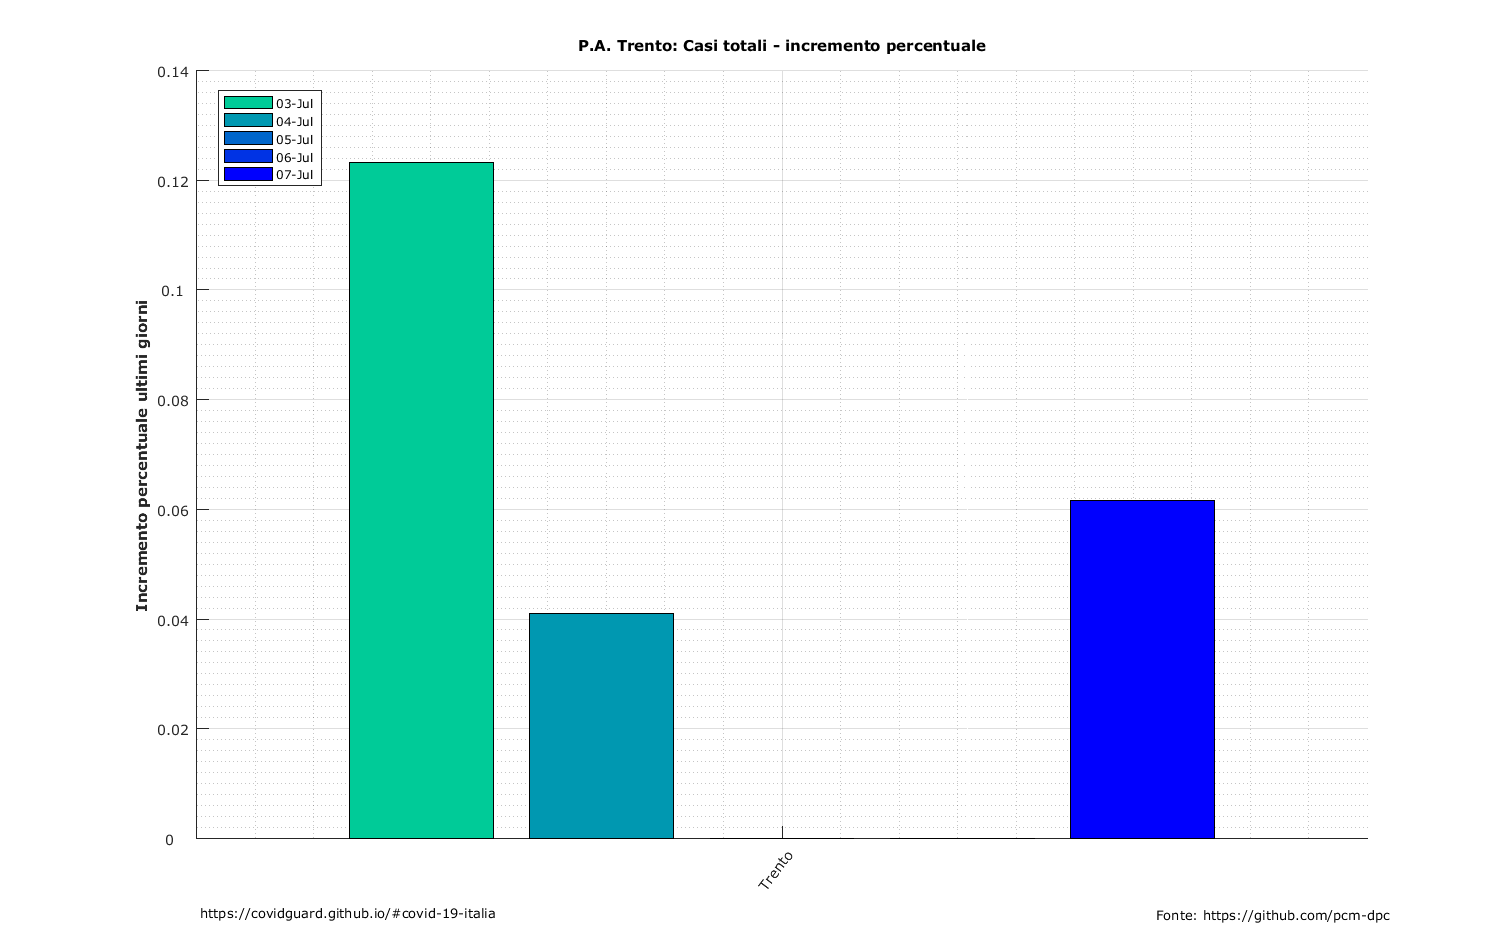 P.A. Trento: Casi totali - incremento percentuale
0.14
0.12
0.1
0.08
0.06
0.04
0.02
0
Incremento percentuale ultimi giorni
03-Jul
04-Jul
05-Jul
06-Jul
07-Jul
Trento
https://covidguard.github.io/#covid-19-italia
Fonte: https://github.com/pcm-dpc